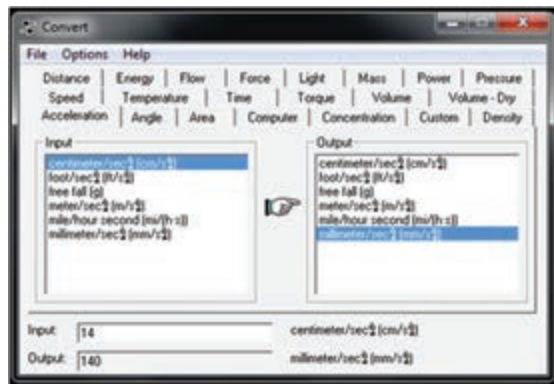 Convert
File Options Help
Distance Energy Flow Force Light Mass Power Pressure
Speed Temperature Time Torque Volume Volume - Dry
Acceleration Angle Area Computer Concentration Custom Density
Input
centimeter/sec² (cm/s²)
foot/sec² (ft/s²)
free fall (g)
meter/sec² (m/s²)
mile/hour second (mi/(h·s))
millimeter/sec² (mm/s²)
Output
centimeter/sec² (cm/s²)
foot/sec² (ft/s²)
free fall (g)
meter/sec² (m/s²)
mile/hour second (mi/(h·s))
millimeter/sec² (mm/s²)
Input: 14 centimeter/sec² (cm/s²)
Output: 140 millimeter/sec² (mm/s²)